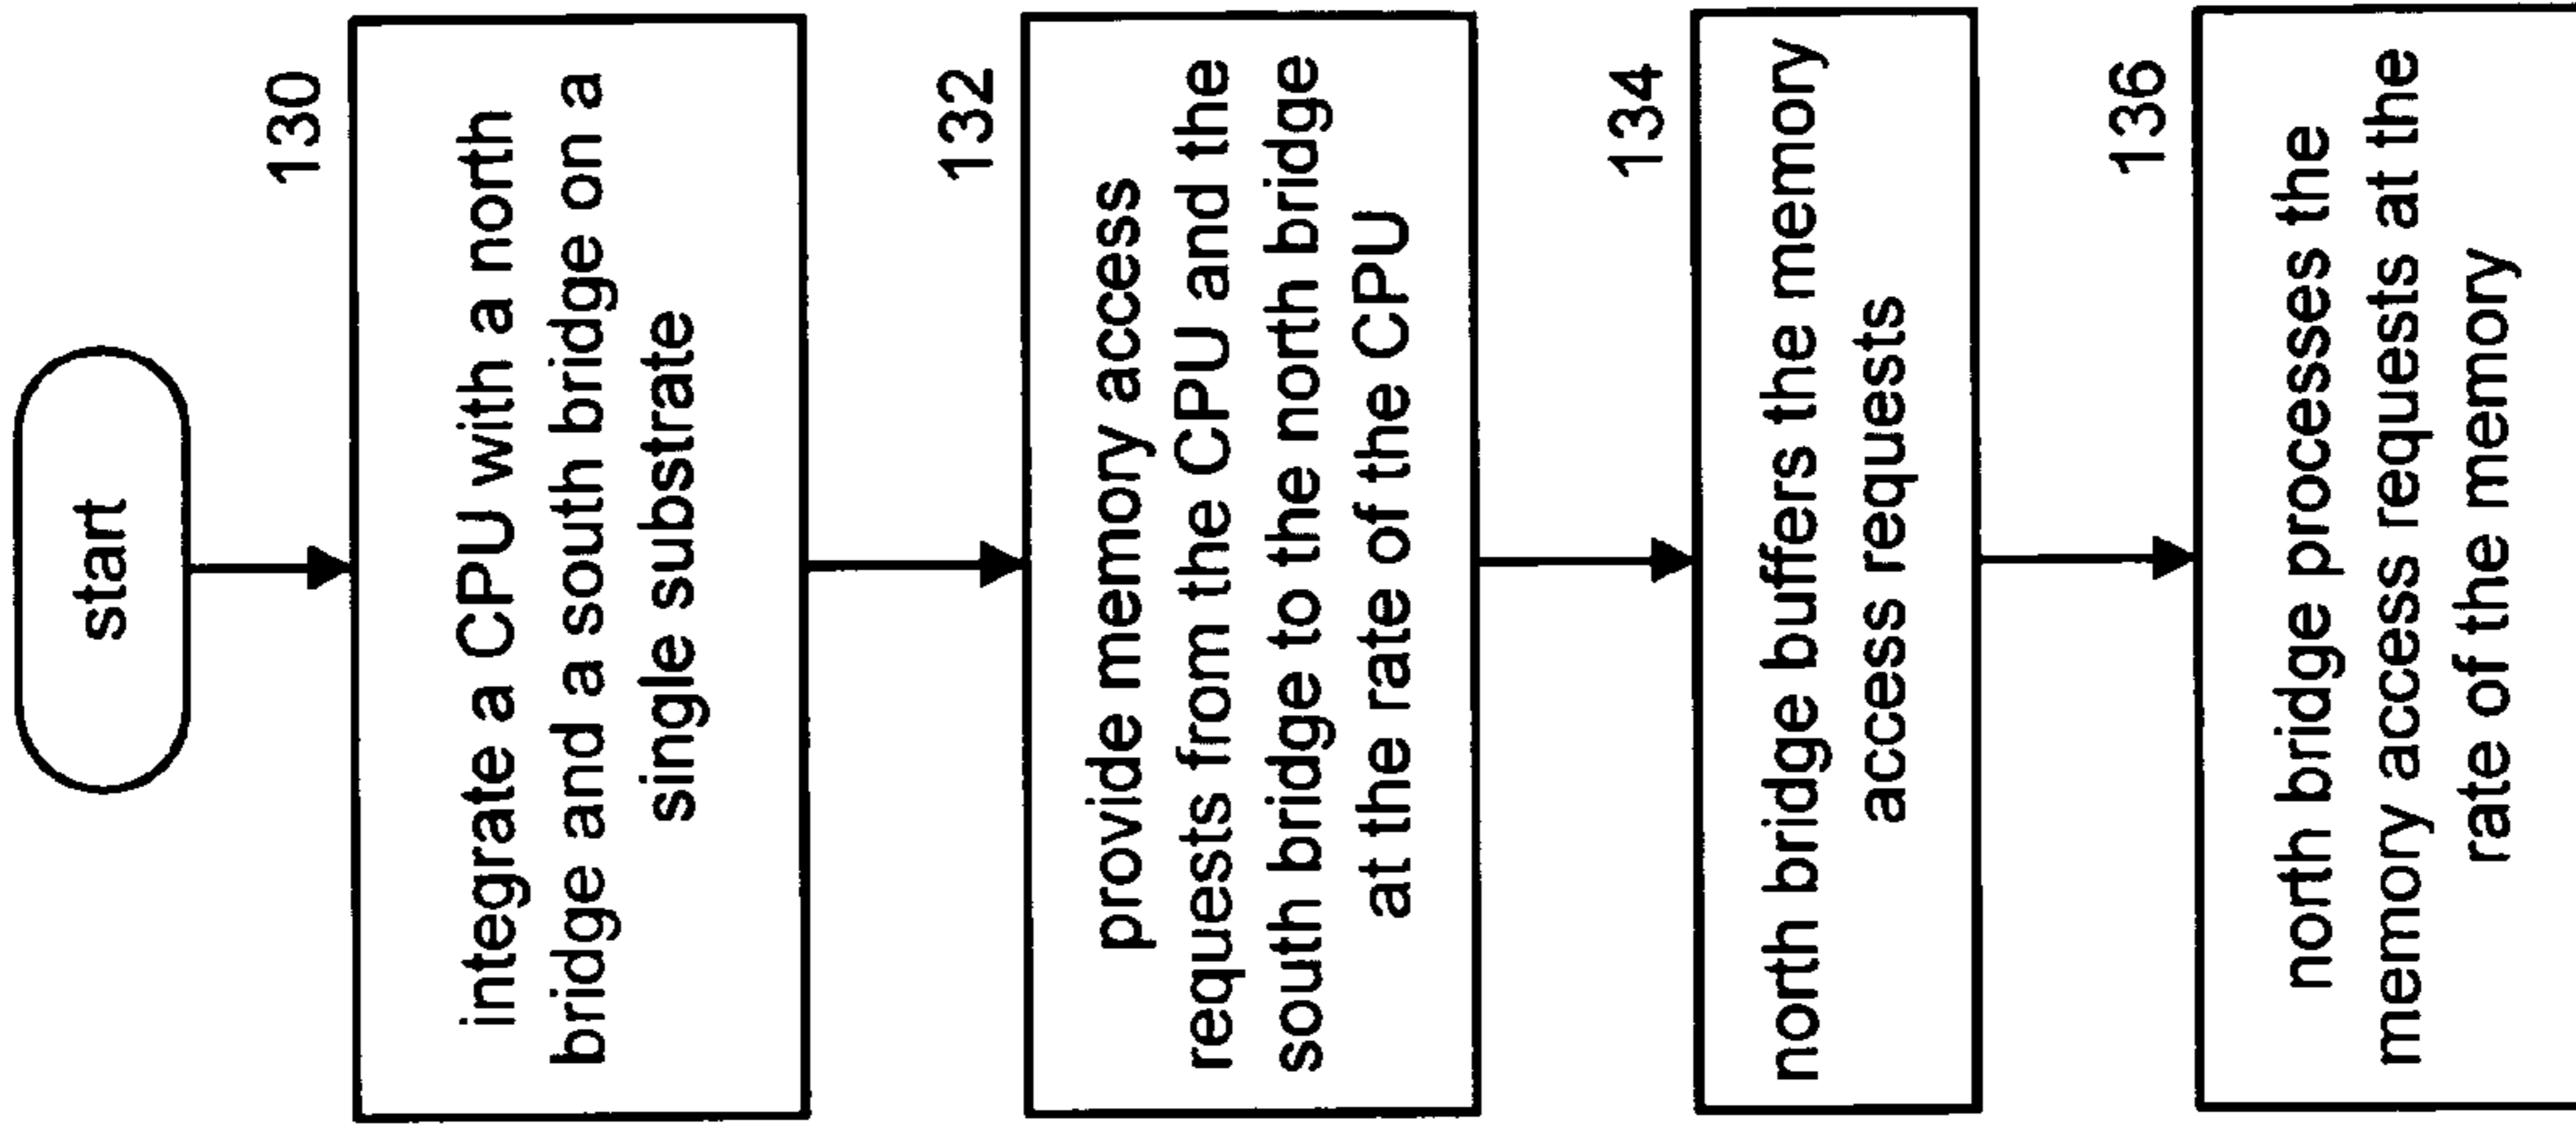 start
130
integrate a CPU with a north
bridge and a south bridge on a
single substrate
132
provide memory access
requests from the CPU and the
south bridge to the north bridge
at the rate of the CPU
134
north bridge buffers the memory
access requests
136
north bridge processes the
memory access requests at the
rate of the memory